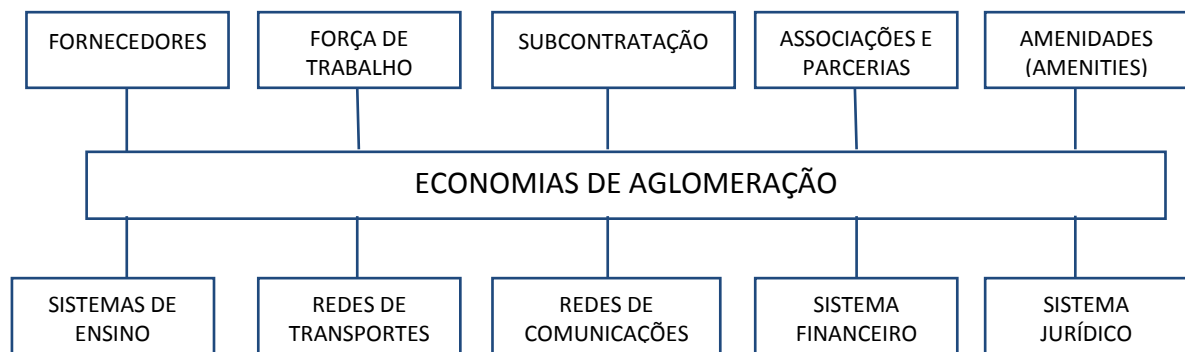 FORNECEDORES
FORÇA DE
TRABALHO
SUBCONTRATAÇÃO
ASSOCIAÇÕES E
PARCERIAS
AMENIDADES
(AMENITIES)
ECONOMIAS DE AGLOMERAÇÃO
SISTEMAS DE
ENSINO
REDES DE
TRANSPORTES
REDES DE
COMUNICAÇÕES
SISTEMA
FINANCEIRO
SISTEMA
JURÍDICO